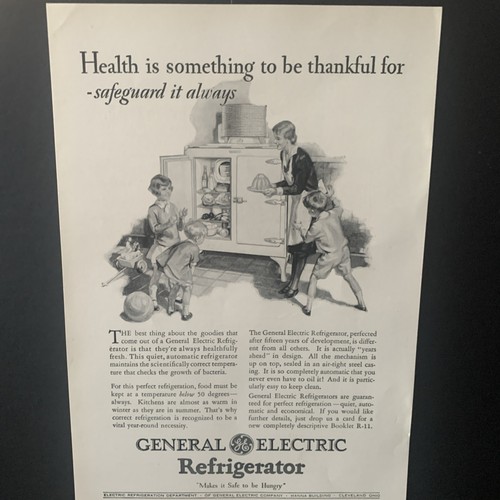 Health is something to be thankful for
-safeguard it always
THE best thing about the goodies that
come out of a General Electric Refrig-
erator is that they're always healthfully
fresh. This quiet, automatic refrigerator
maintains the scientifically correct tempera-
ture that checks the growth of bacteria.
For this perfect refrigeration, food must be
kept at a temperature below 50 degrees—
always. Kitchens are almost as warm in
winter as they are in summer. That's why
correct refrigeration is recognized to be a
vital year-round necessity.
The General Electric Refrigerator, perfected
after fifteen years of development, is differ-
ent from all others. It is actually "years
ahead" in design. All the mechanism is
up on top, sealed in an air-tight steel cas-
ing. It is so completely automatic that you
never even have to oil it! And it is partic-
ularly easy to keep clean.
General Electric Refrigerators are guaran-
teed for perfect refrigeration—quiet, auto-
matic and economical. If you would like
further details, just drop us a card for a
new completely descriptive Booklet R-11.
GENERAL GE ELECTRIC
Refrigerator
"Makes it Safe to be Hungry"
ELECTRIC REFRIGERATION DEPARTMENT - OF GENERAL ELECTRIC COMPANY - HANNA BUILDING - CLEVELAND, OHIO